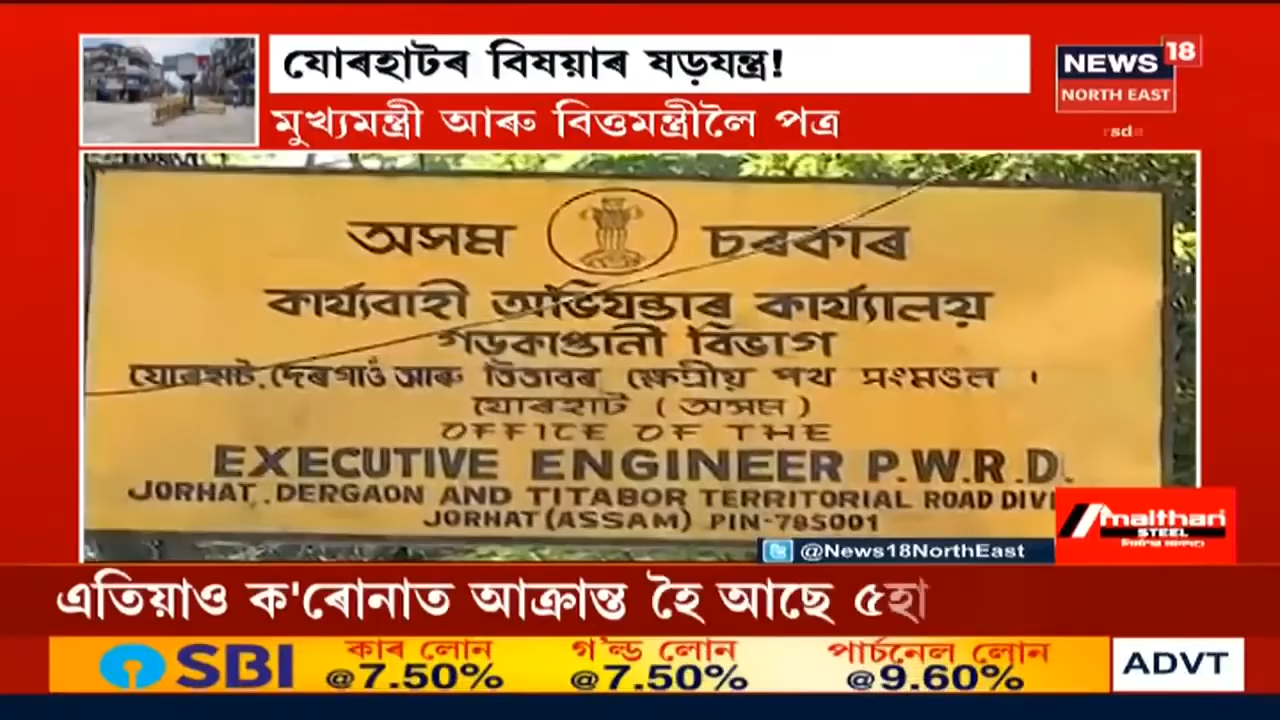 যোৰহাটৰ বিষয়াৰ ষড়যন্ত্ৰ!
মুখ্যমন্ত্ৰী আৰু বিত্তমন্ত্ৰীলৈ পত্ৰ
NEWS 18
NORTH EAST
অসম চৰকাৰ
কাৰ্য্যবাহী অভিযন্তাৰ কাৰ্য্যালয়
গড়কাপ্তানী বিভাগ
যোৰহাট, দেৰগাওঁ আৰু তিতাবৰ ক্ষেত্ৰীয় পথ সংমণ্ডল ।
যোৰহাট (অসম)
OFFICE OF THE
EXECUTIVE ENGINEER P.W.R.D.
JORHAT, DERGAON AND TITABOR TERRITORIAL ROAD DIVI
JORHAT (ASSAM) PIN-785001
maithan
STEEL
@News18NorthEast
এতিয়াও ক'ৰোনাত আক্ৰান্ত হৈ আছে ৫হা
SBI কাৰ লোন গ'ল্ড লোন পাৰ্চনেল লোন ADVT
@7.50% @7.50% @9.60%